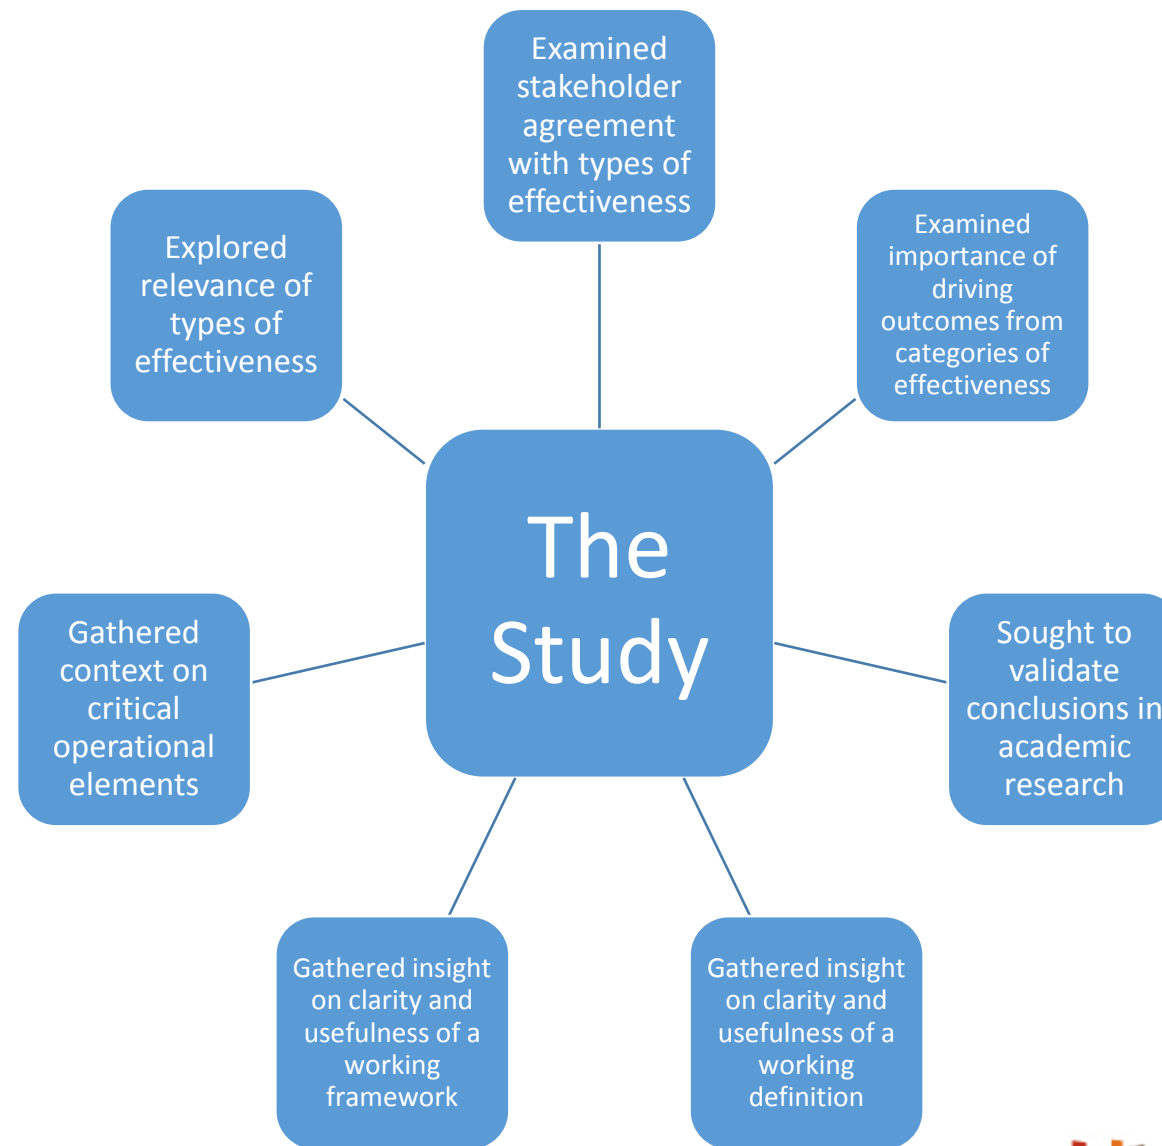 Examined
stakeholder
agreement
with types of
effectiveness
Examined
importance of
driving
outcomes from
categories of
effectiveness
Sought to
validate
conclusions in
academic
research
Gathered insight
on clarity and
usefulness of a
working
definition
Gathered insight
on clarity and
usefulness of a
working
framework
Gathered
context on
critical
operational
elements
Explored
relevance of
types of
effectiveness
The
Study